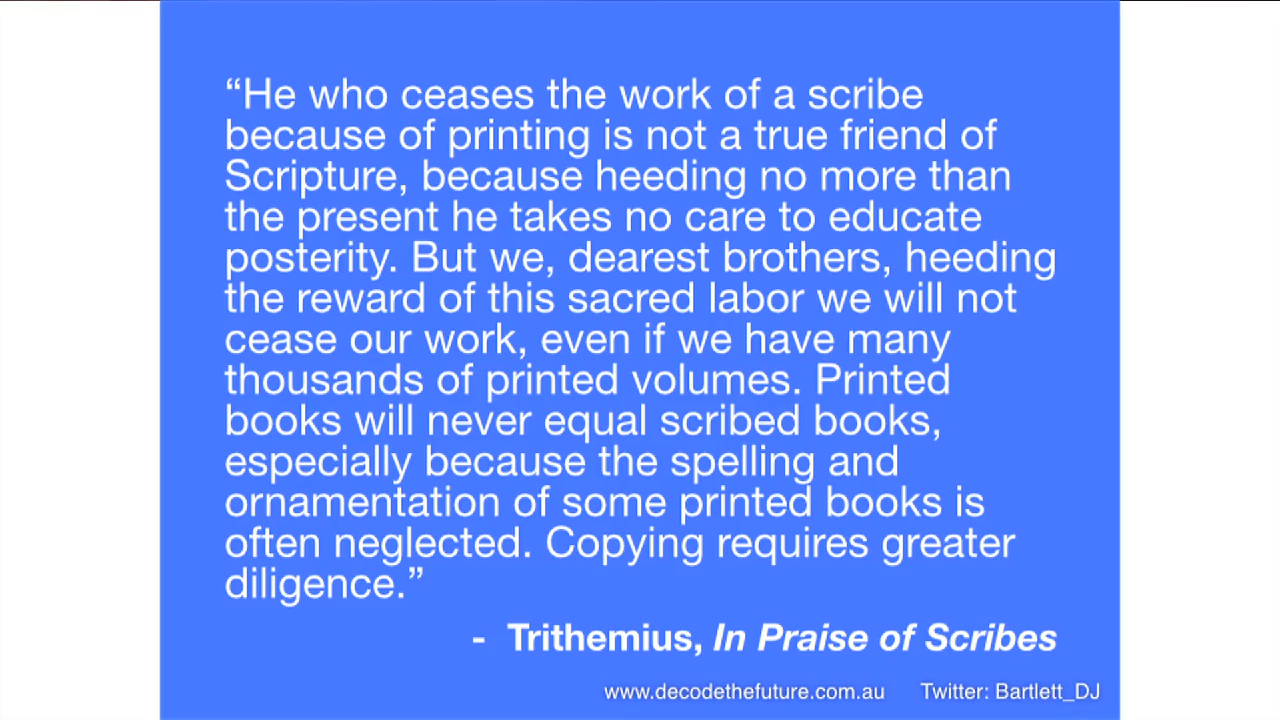 “He who ceases the work of a scribe
because of printing is not a true friend of
Scripture, because heeding no more than
the present he takes no care to educate
posterity. But we, dearest brothers, heeding
the reward of this sacred labor we will not
cease our work, even if we have many
thousands of printed volumes. Printed
books will never equal scribed books,
especially because the spelling and
ornamentation of some printed books is
often neglected. Copying requires greater
diligence.”
- Trithemius, In Praise of Scribes
www.decodethefuture.com.au Twitter: Bartlett_DJ